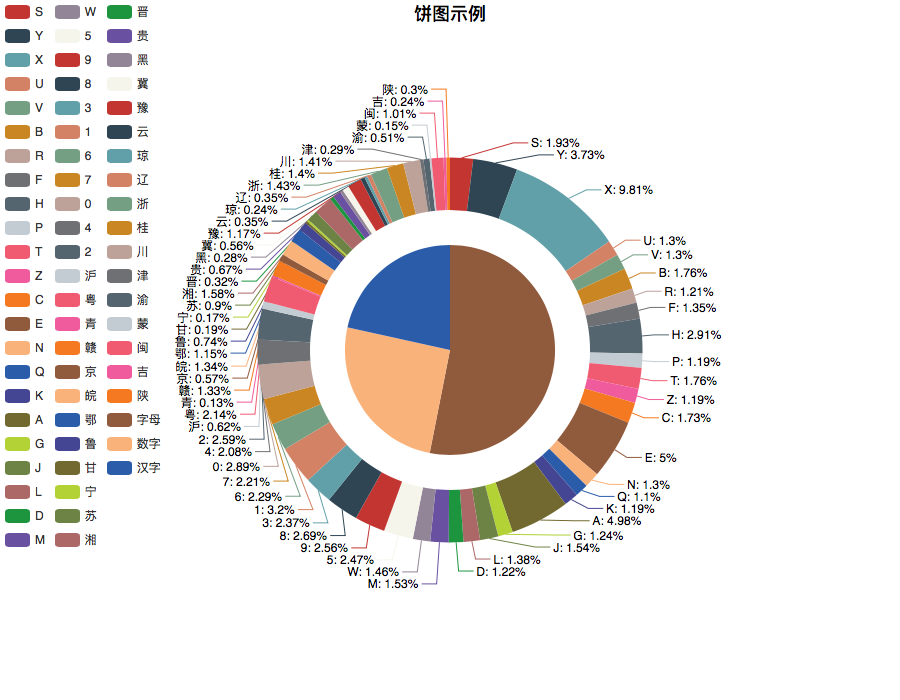 饼图示例
S W 晋
Y 5 贵
X 9 黑
U 8 冀
V 3 豫
B 1 云
R 6 琼
F 7 辽
H 0 浙
P 4 桂
T 2 川
Z 沪 津
C 粤 渝
E 青 蒙
N 赣 闽
Q 京 吉
K 皖 陕
A 鄂 字母
G 鲁 数字
J 甘 汉字
L 宁
D 苏
M 湘
S: 1.93%
Y: 3.73%
X: 9.81%
U: 1.3%
V: 1.3%
B: 1.76%
R: 1.21%
F: 1.35%
H: 2.91%
P: 1.19%
T: 1.76%
Z: 1.19%
C: 1.73%
E: 5%
N: 1.3%
Q: 1.1%
K: 1.19%
A: 4.98%
G: 1.24%
J: 1.54%
L: 1.38%
D: 1.22%
M: 1.53%
W: 1.46%
5: 2.47%
9: 2.56%
8: 2.69%
3: 2.37%
1: 3.2%
6: 2.29%
7: 2.21%
0: 2.89%
4: 2.08%
2: 2.59%
沪: 0.62%
粤: 2.14%
青: 0.13%
赣: 1.33%
京: 0.57%
皖: 1.34%
鄂: 1.15%
鲁: 0.74%
甘: 0.19%
宁: 0.17%
苏: 0.9%
湘: 1.58%
晋: 0.32%
贵: 0.67%
黑: 0.28%
冀: 0.56%
豫: 1.17%
云: 0.35%
琼: 0.24%
辽: 0.35%
浙: 1.43%
桂: 1.4%
川: 1.41%
津: 0.29%
渝: 0.51%
蒙: 0.15%
闽: 1.01%
吉: 0.24%
陕: 0.3%